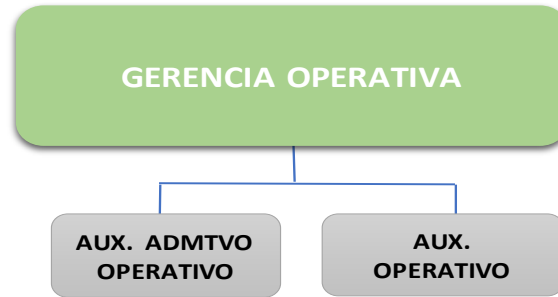 GERENCIA OPERATIVA
AUX. ADMTVO
OPERATIVO
AUX.
OPERATIVO